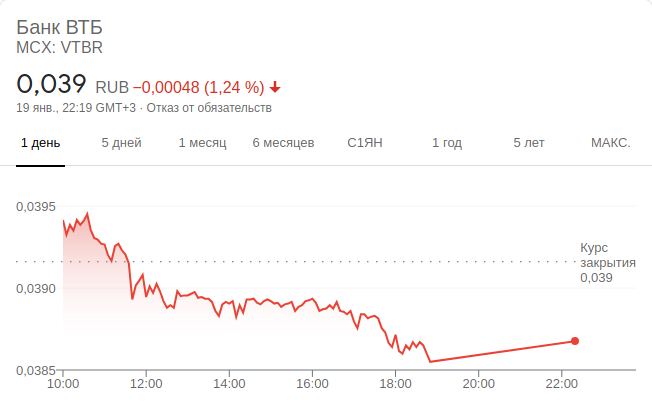 Банк ВТБ
MCX: VTBR
0,039 RUB −0,00048 (1,24 %)
19 янв., 22:19 GMT+3 · Отказ от обязательств
1 день 5 дней 1 месяц 6 месяцев С1ЯН 1 год 5 лет МАКС.
0,0395
Курс
закрытия
0,039
0,0390
0,0385
10:00 12:00 14:00 16:00 18:00 20:00 22:00